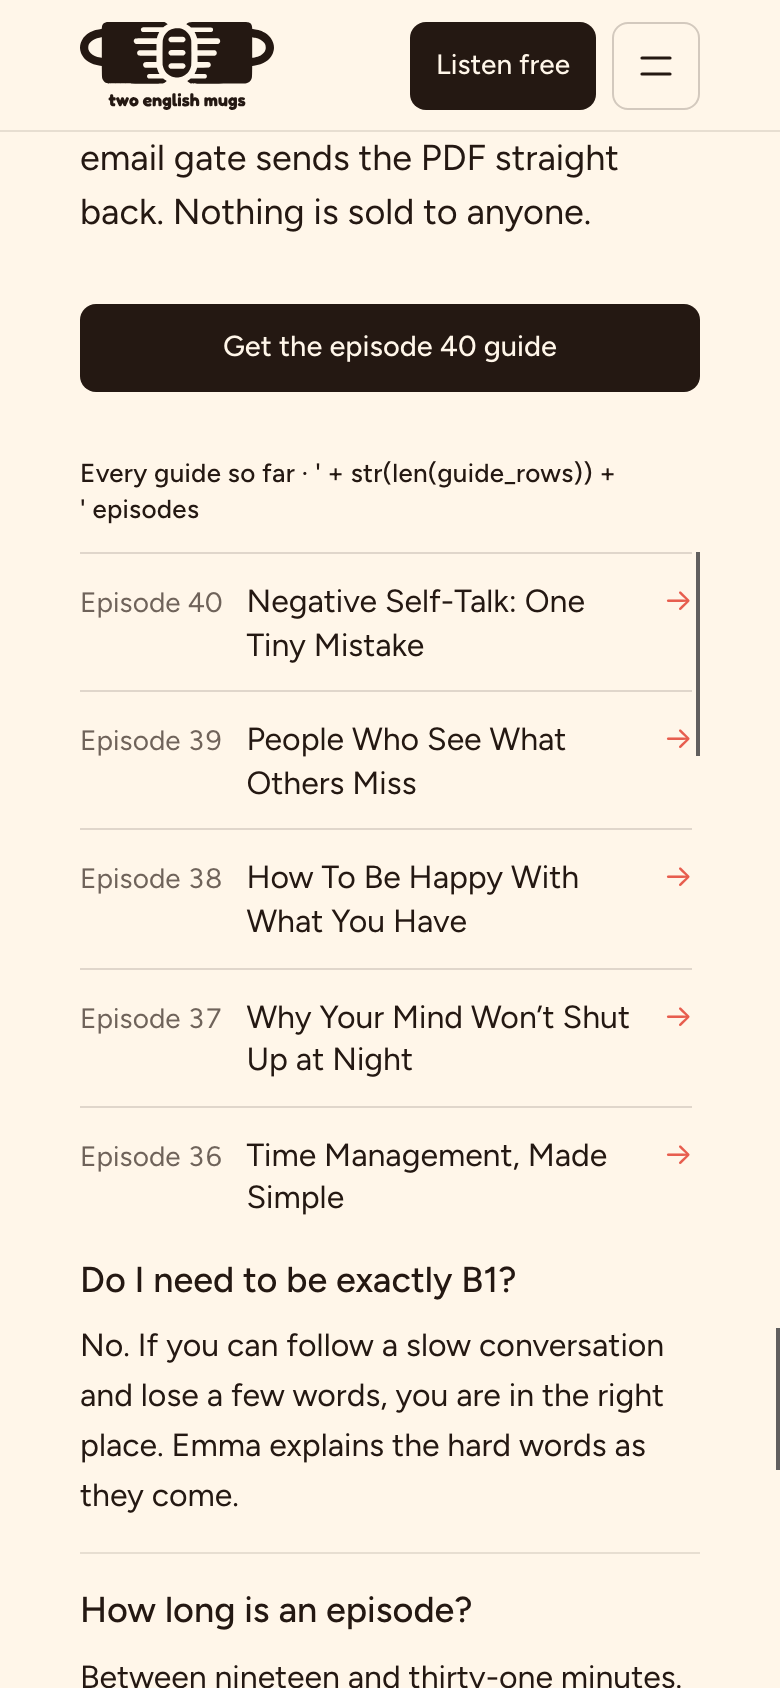 two english mugs
Listen free
email gate sends the PDF straight
back. Nothing is sold to anyone.
Get the episode 40 guide
Every guide so far · ' + str(len(guide_rows)) +
' episodes
Episode 40 Negative Self-Talk: One
Tiny Mistake
→
Episode 39 People Who See What
Others Miss
→
Episode 38 How To Be Happy With
What You Have
→
Episode 37 Why Your Mind Won’t Shut
Up at Night
→
Episode 36 Time Management, Made
Simple
→
Do I need to be exactly B1?
No. If you can follow a slow conversation
and lose a few words, you are in the right
place. Emma explains the hard words as
they come.
How long is an episode?
Between nineteen and thirty-one minutes.